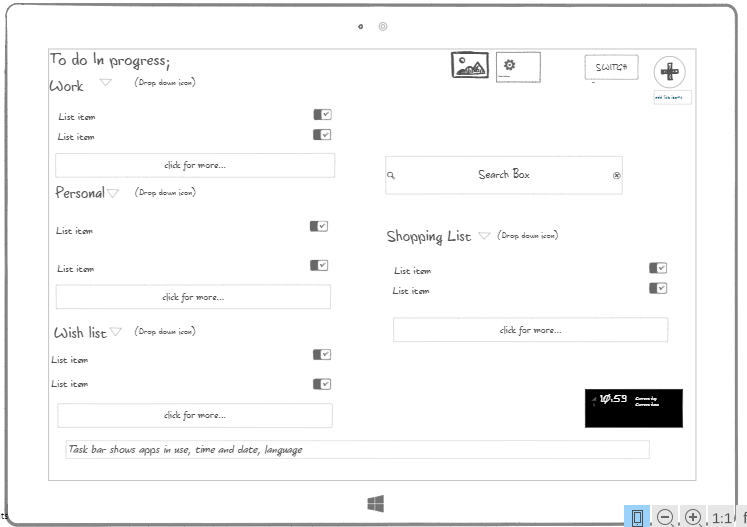 To do In progress;
Work
(Drop down icon)
SWITCH
List item
List item
click for more...
Search Box
Personal
(Drop down icon)
List item
Shopping List
(Drop down icon)
List item
List item
List item
click for more...
click for more...
Wish list
(Drop down icon)
List item
List item
10:53
click for more...
Task bar shows apps in use, time and date, language
ts
1:1
f